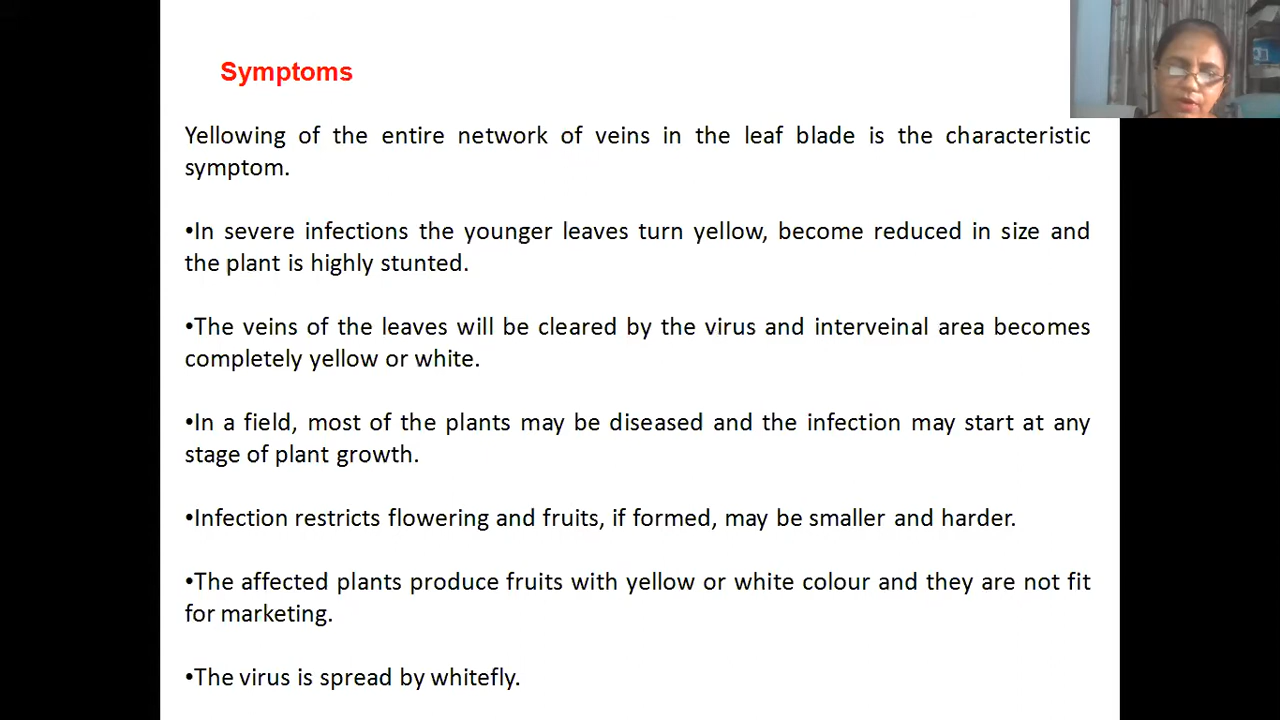 Symptoms
Yellowing of the entire network of veins in the leaf blade is the characteristic
symptom.
•In severe infections the younger leaves turn yellow, become reduced in size and
the plant is highly stunted.
•The veins of the leaves will be cleared by the virus and interveinal area becomes
completely yellow or white.
•In a field, most of the plants may be diseased and the infection may start at any
stage of plant growth.
•Infection restricts flowering and fruits, if formed, may be smaller and harder.
•The affected plants produce fruits with yellow or white colour and they are not fit
for marketing.
•The virus is spread by whitefly.